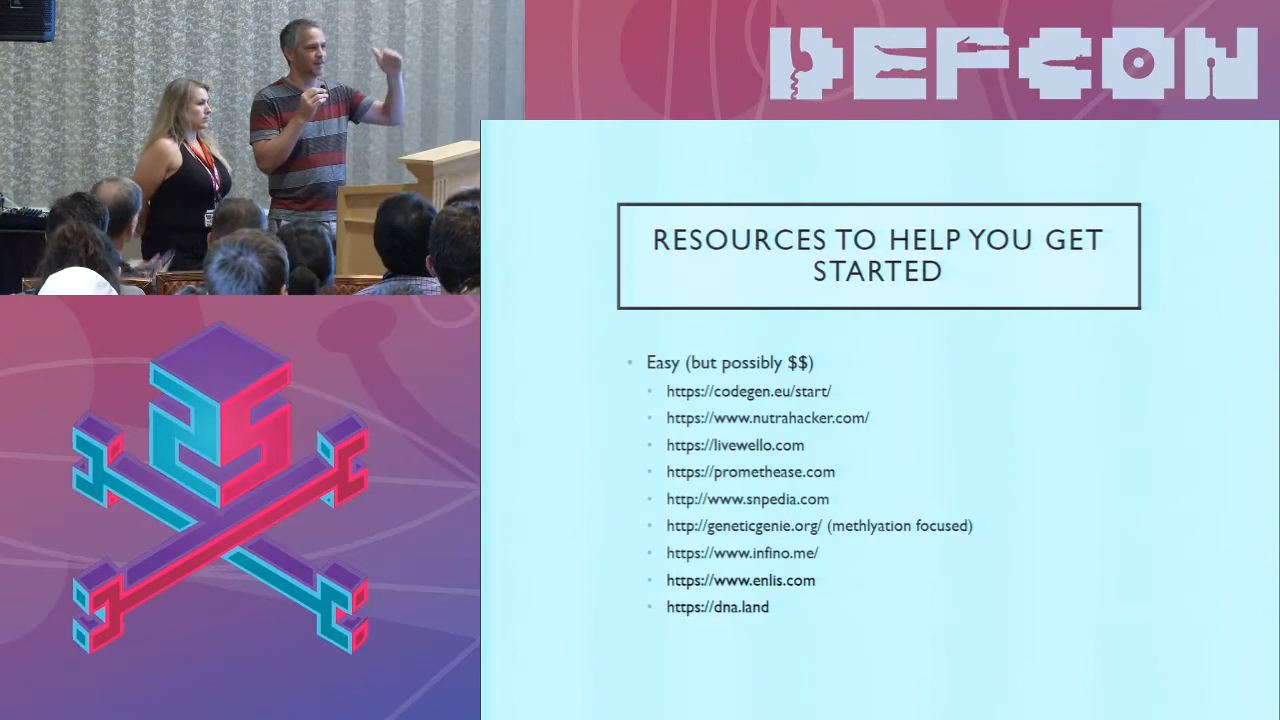 DEFCON
RESOURCES TO HELP YOU GET
STARTED
Easy (but possibly $$)
https://codegen.eu/start/
https://www.nutrahacker.com/
https://livewello.com
https://promethease.com
http://www.snpedia.com
http://geneticgenie.org/ (methlyation focused)
https://www.infino.me/
https://www.enlis.com
https://dna.land
25